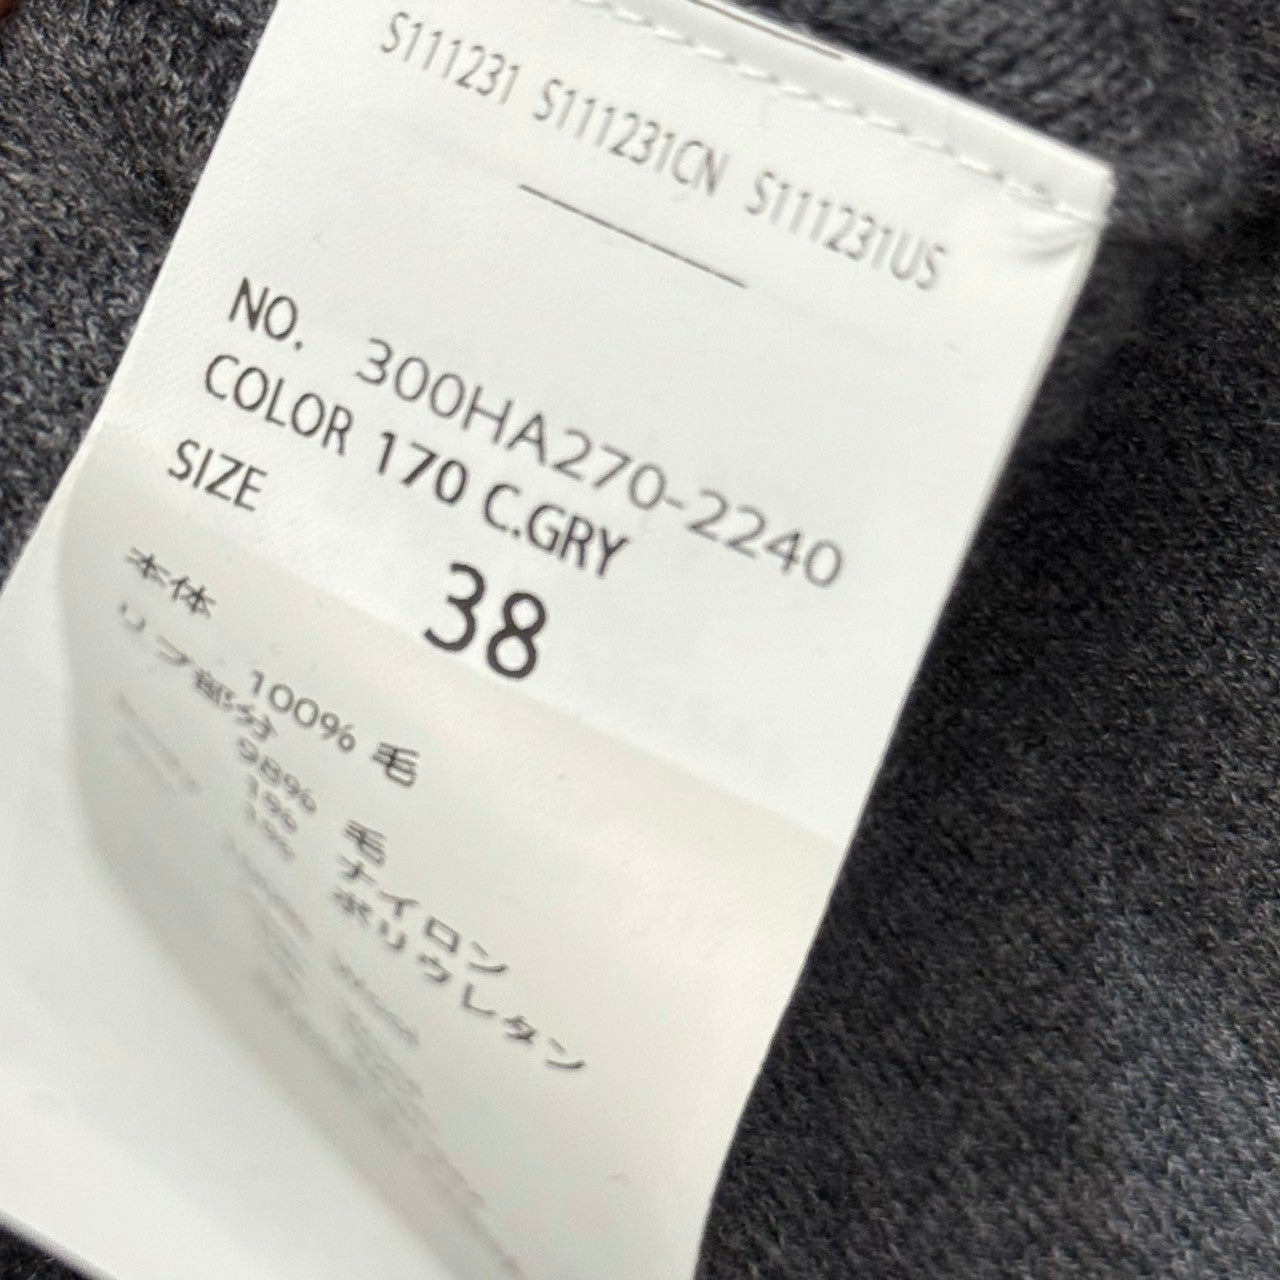 S111231 S111231CN S111231US
NO. 300HA270-2240
COLOR 170 C.GRY
SIZE 38
本体
100% 毛
リブ部分
98% 毛
1% ナイロン
1% ポリウレタン